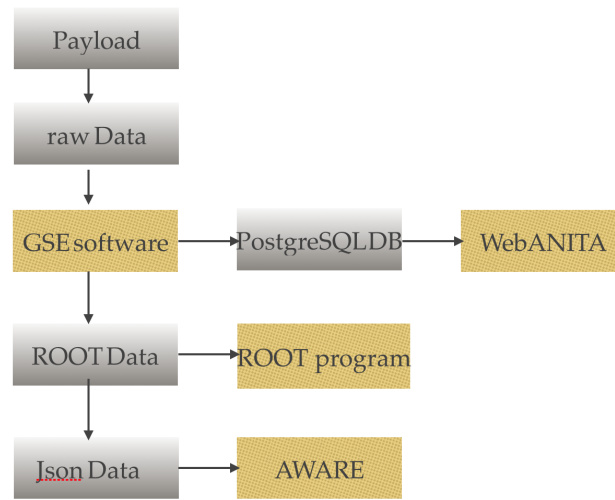 Payload
raw Data
GSE software
PostgreSQLDB
WebANITA
ROOT Data
ROOT program
Json Data
AWARE